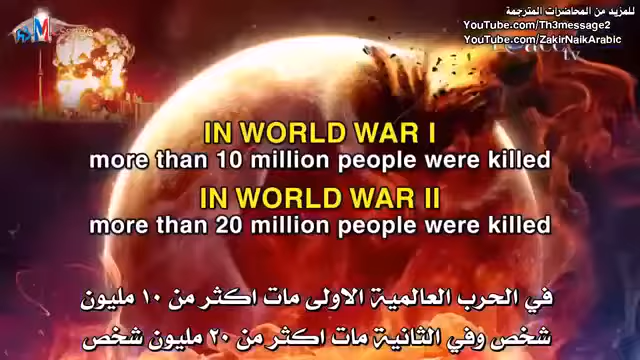 للمزيد من المحاضرات المترجمة
YouTube.com/Th3message2
YouTube.com/ZakirNaikArabic
tv
IN WORLD WAR I
more than 10 million people were killed
IN WORLD WAR II
more than 20 million people were killed
في الحرب العالمية الاولى مات اكثر من ١٠ مليون
شخص وفي الثانية مات اكثر من ٢٠ مليون شخص